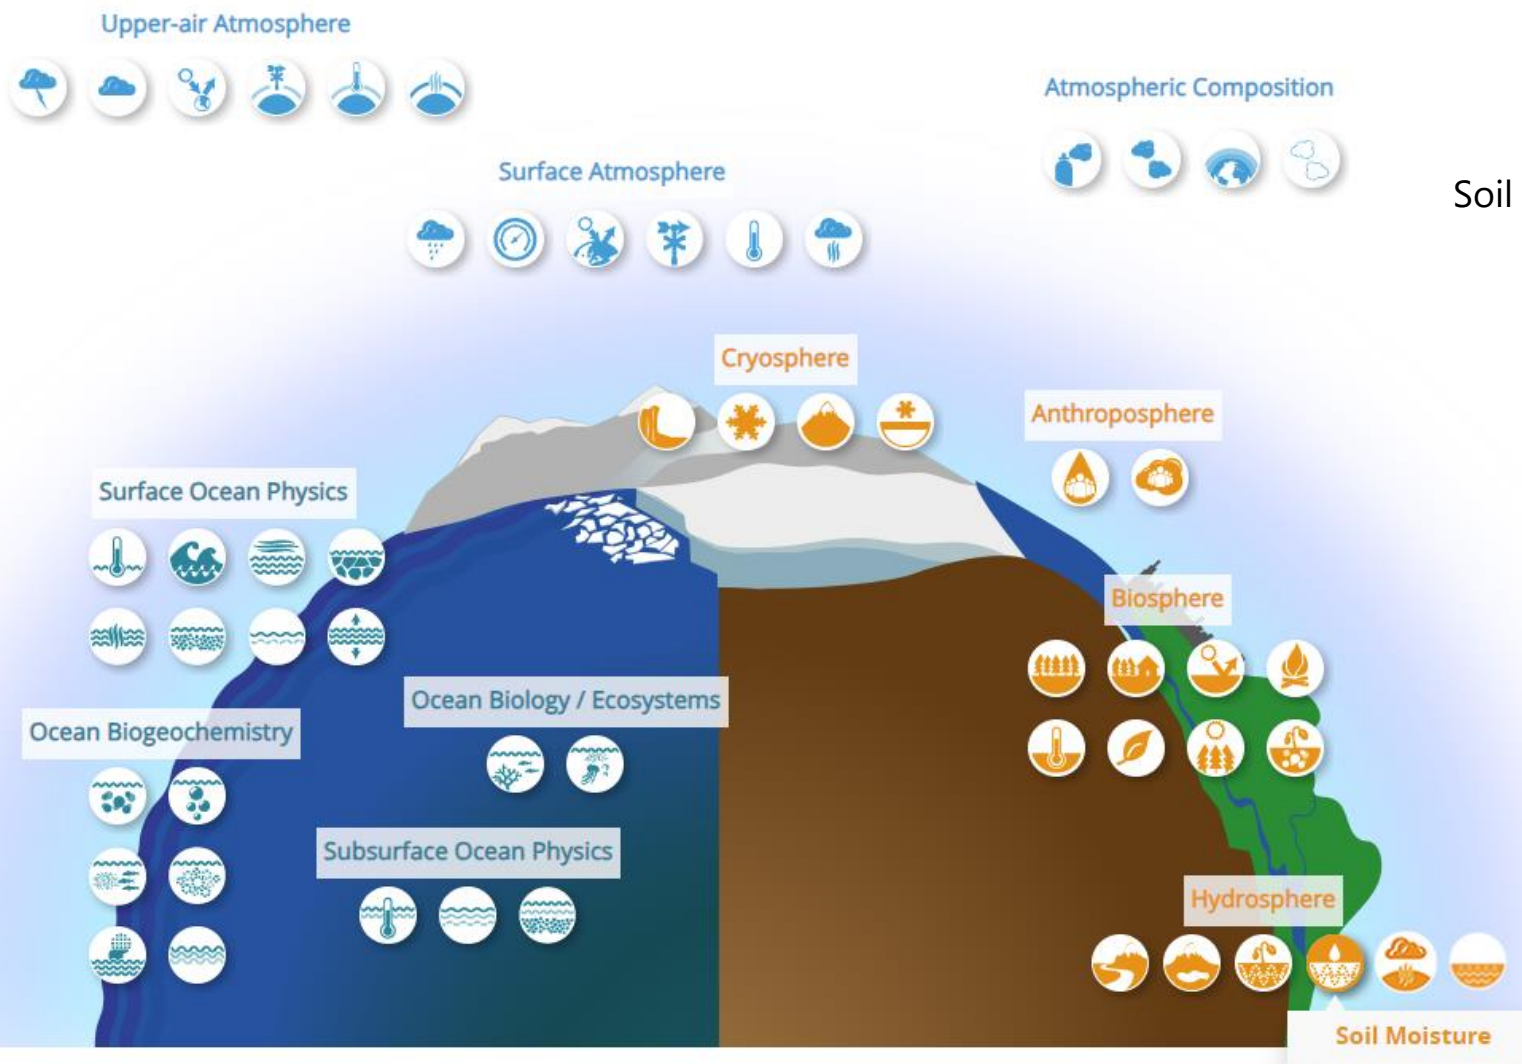 Upper-air Atmosphere
Atmospheric Composition
Surface Atmosphere
Soil
Cryosphere
Anthroposphere
Surface Ocean Physics
Biosphere
Ocean Biology / Ecosystems
Ocean Biogeochemistry
Subsurface Ocean Physics
Hydrosphere
Soil Moisture